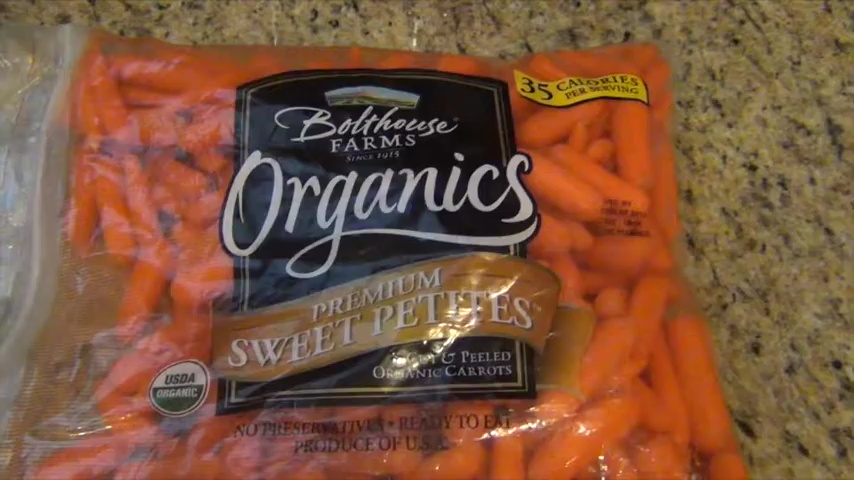 35 CALORIES
PER SERVING
Bolthouse®
FARMS
SINCE 1915
Organics
PREMIUM
SWEET PETITES™
& PEELED
ORGANIC CARROTS
USDA
ORGANIC
NO PRESERVATIVES • READY TO EAT
PRODUCE OF U.S.A.